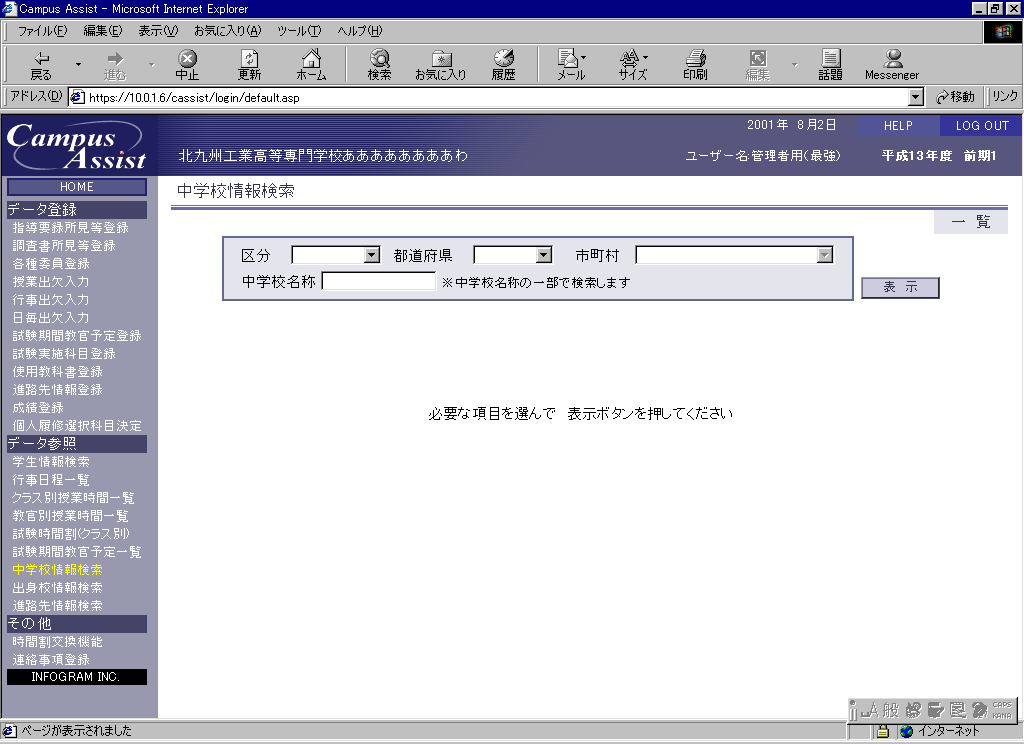 Campus Assist - Microsoft Internet Explorer
ファイル(F) 編集(E) 表示(V) お気に入り(A) ツール(T) ヘルプ(H)
戻る 進む 中止 更新 ホーム 検索 お気に入り 履歴 メール サイズ 印刷 編集 話題 Messenger
アドレス(D) https://10.0.1.6/cassist/login/default.asp 移動 リンク
Campus Assist
2001年 8月2日 HELP LOG OUT
北九州工業高等専門学校ああああああああわ ユーザー名:管理者用(最強) 平成13年度 前期1
HOME
データ登録
指導要録所見等登録
調査書所見等登録
各種委員登録
授業出欠入力
行事出欠入力
日毎出欠入力
試験期間教官予定登録
試験実施科目登録
使用教科書登録
進路先情報登録
成績登録
個人履修選択科目決定
データ参照
学生情報検索
行事日程一覧
クラス別授業時間一覧
教官別授業時間一覧
試験時間割(クラス別)
試験期間教官予定一覧
中学校情報検索
出身校情報検索
進路先情報検索
その他
時間割交換機能
連絡事項登録
INFOGRAM INC.
中学校情報検索
一 覧
区分 都道府県 市町村
中学校名称 ※中学校名称の一部で検索します
表 示
必要な項目を選んで 表示ボタンを押してください
A 般 CAPS
KANA
ページが表示されました インターネット